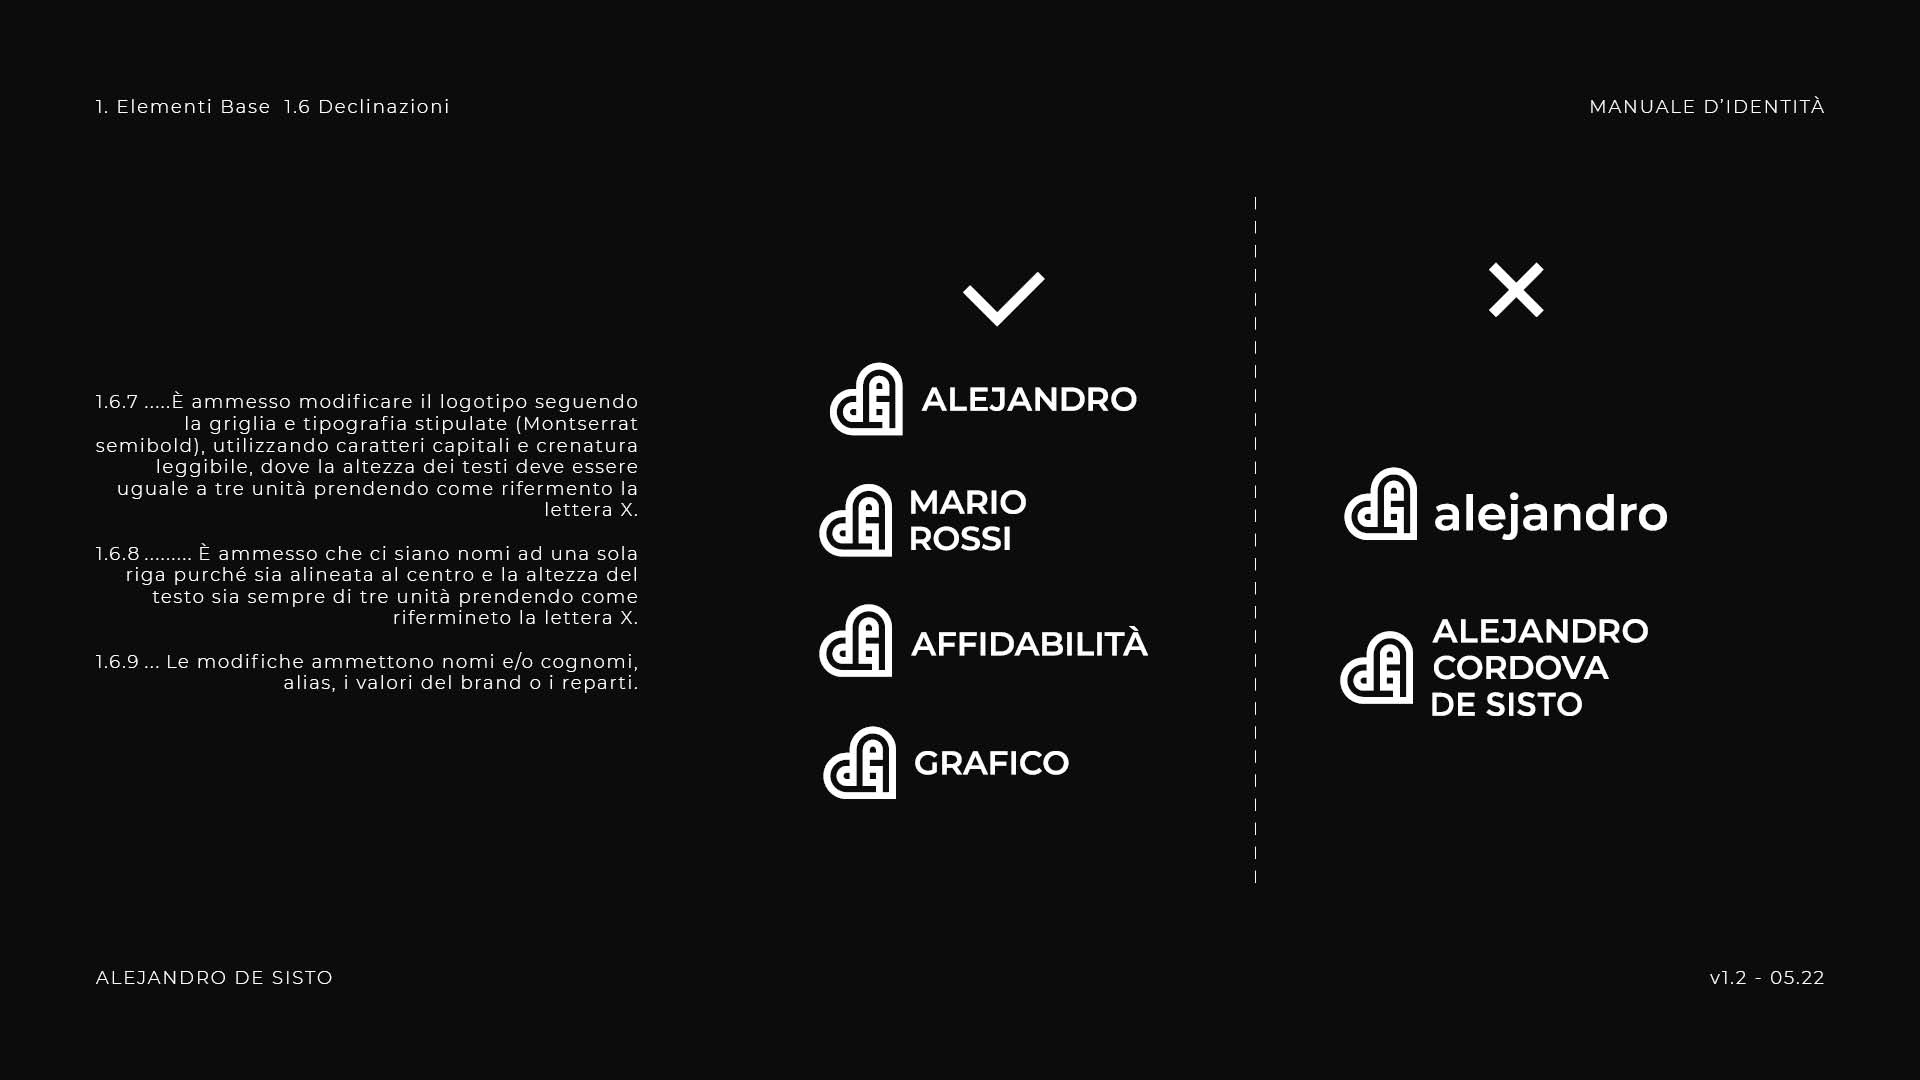 1. Elementi Base  1.6 Declinazioni
MANUALE D’IDENTITÀ
1.6.7 .....È ammesso modificare il logotipo seguendo
la griglia e tipografia stipulate (Montserrat
semibold), utilizzando caratteri capitali e crenatura
leggibile, dove la altezza dei testi deve essere
uguale a tre unità prendendo come rifermento la
lettera X.
1.6.8 ......... È ammesso che ci siano nomi ad una sola
riga purché sia alineata al centro e la altezza del
testo sia sempre di tre unità prendendo come
rifermineto la lettera X.
1.6.9 ... Le modifiche ammettono nomi e/o cognomi,
alias, i valori del brand o i reparti.
ALEJANDRO
MARIO
ROSSI
AFFIDABILITÀ
GRAFICO
alejandro
ALEJANDRO
CORDOVA
DE SISTO
ALEJANDRO DE SISTO
v1.2 - 05.22